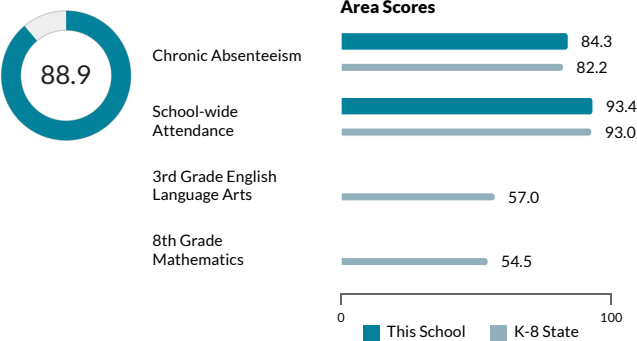 Area Scores
88.9
Chronic Absenteeism
84.3
82.2
School-wide
Attendance
93.4
93.0
3rd Grade English
Language Arts
57.0
8th Grade
Mathematics
54.5
0
100
This School
K-8 State